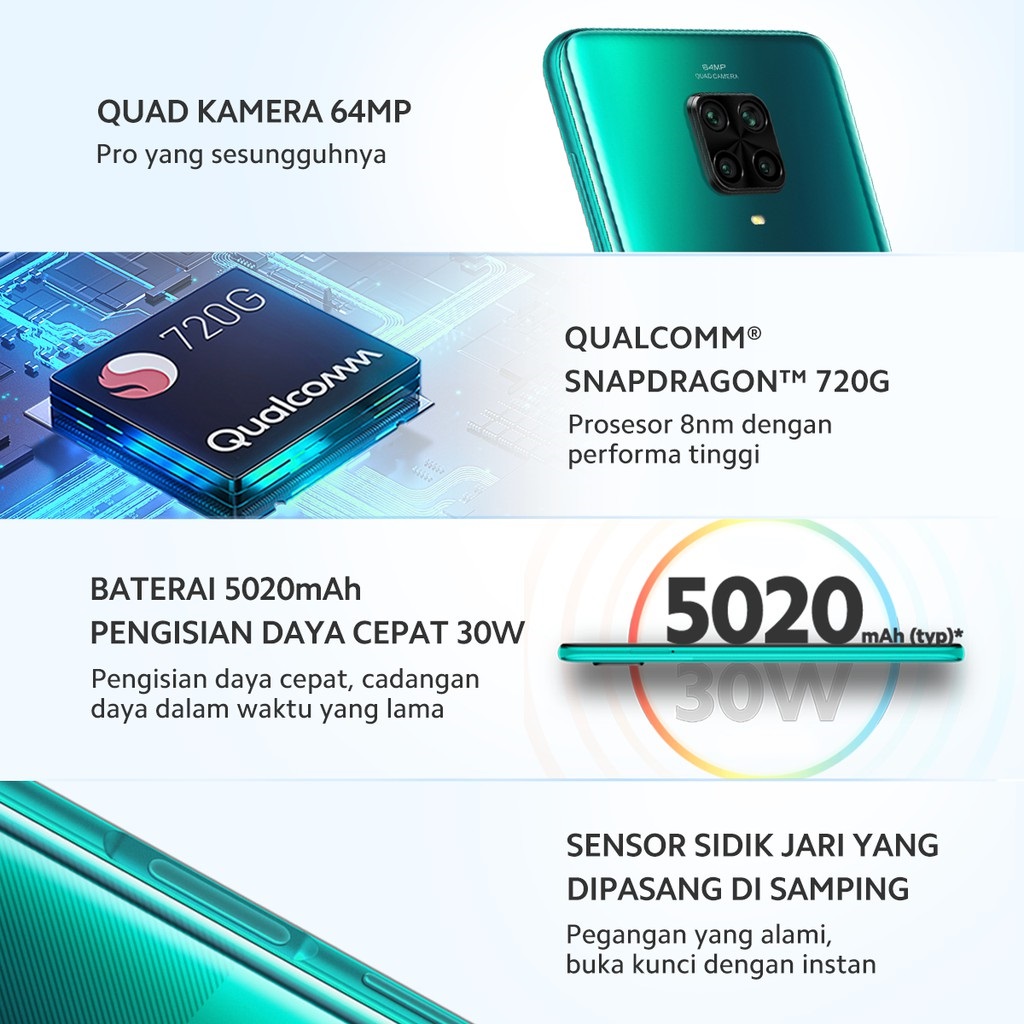 QUAD KAMERA 64MP
Pro yang sesungguhnya
64MP
QUAD CAMERA
720G
Qualcomm
QUALCOMM®
SNAPDRAGON™ 720G
Prosesor 8nm dengan
performa tinggi
BATERAI 5020mAh
PENGISIAN DAYA CEPAT 30W
Pengisian daya cepat, cadangan
daya dalam waktu yang lama
5020 mAh (typ)*
30W
SENSOR SIDIK JARI YANG
DIPASANG DI SAMPING
Pegangan yang alami,
buka kunci dengan instan